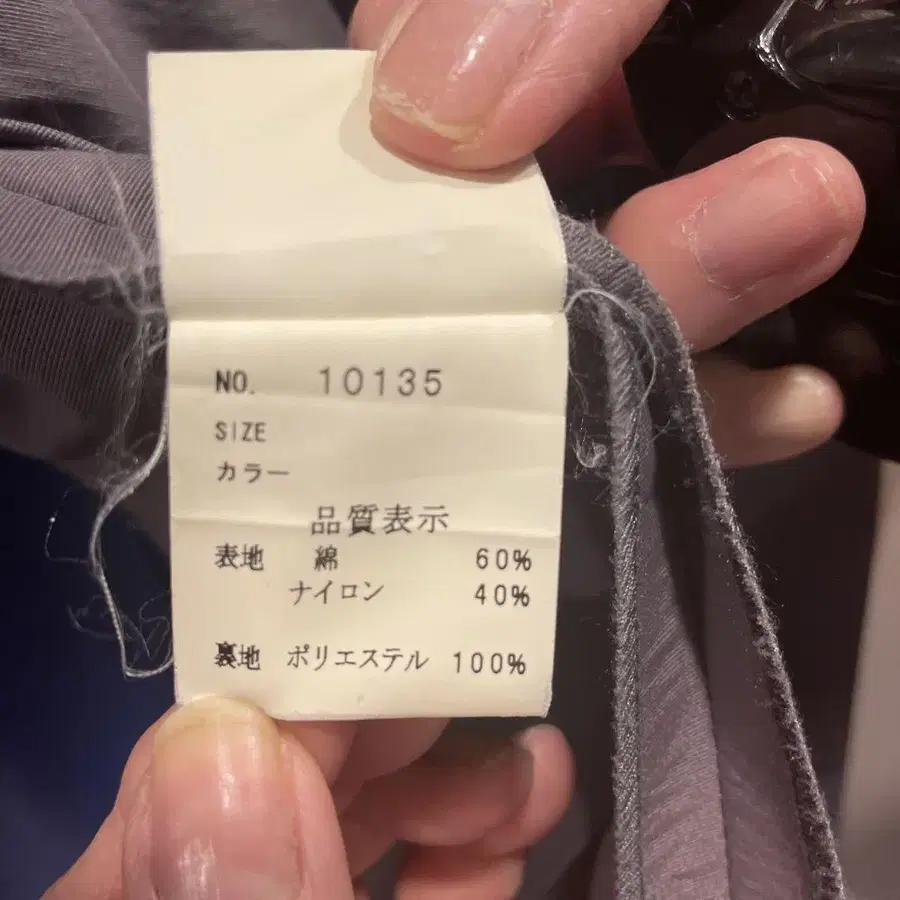 NO. 10135
SIZE
カラー
品質表示
表地 綿 60%
ナイロン 40%
裏地 ポリエステル 100%